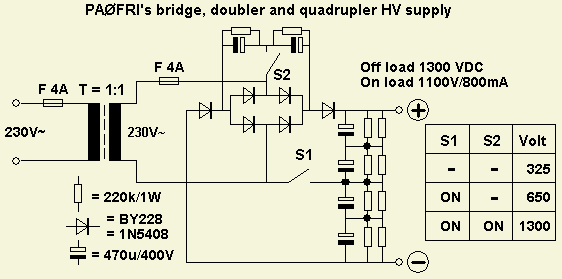 PAØFRI's bridge, doubler and quadrupler HV supply
F 4A
T = 1:1
F 4A
S2
Off load 1300 VDC
On load 1100V/800mA
230V~
230V~
S1
+
−
= 220k/1W
= BY228
= 1N5408
= 470u/400V
S1 S2 Volt
- - 325
ON - 650
ON ON 1300